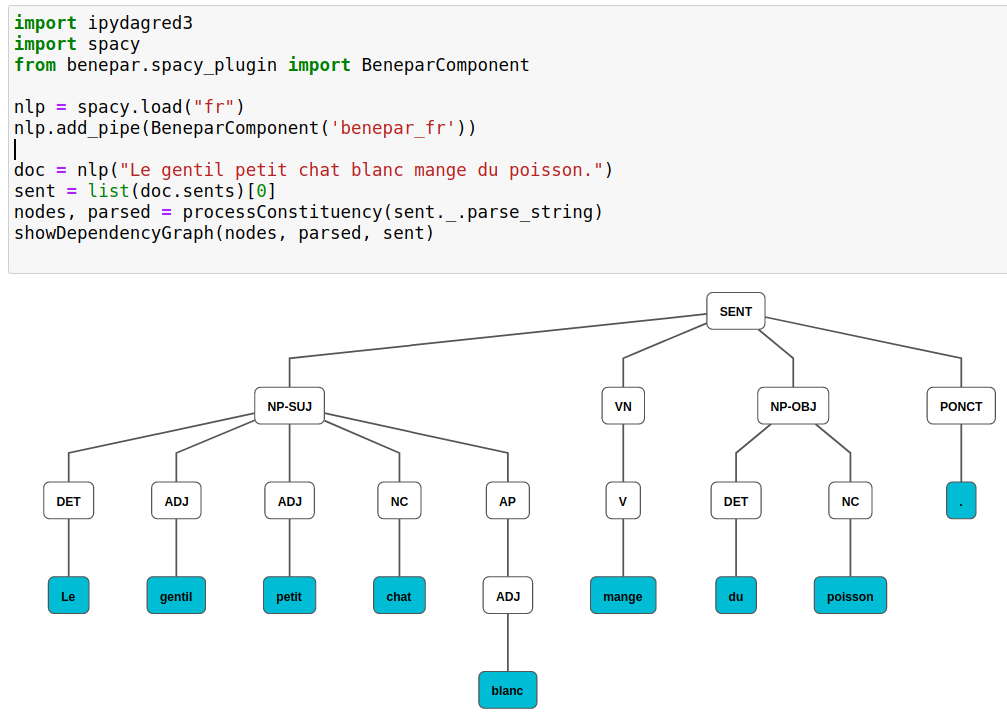 import ipydagred3
import spacy
from benepar.spacy_plugin import BeneparComponent
nlp = spacy.load("fr")
nlp.add_pipe(BeneparComponent('benepar_fr'))
doc = nlp("Le gentil petit chat blanc mange du poisson.")
sent = list(doc.sents)[0]
nodes, parsed = processConstituency(sent._.parse_string)
showDependencyGraph(nodes, parsed, sent)
SENT
NP-SUJ VN NP-OBJ PONCT
DET ADJ ADJ NC AP V DET NC .
Le gentil petit chat ADJ mange du poisson
blanc